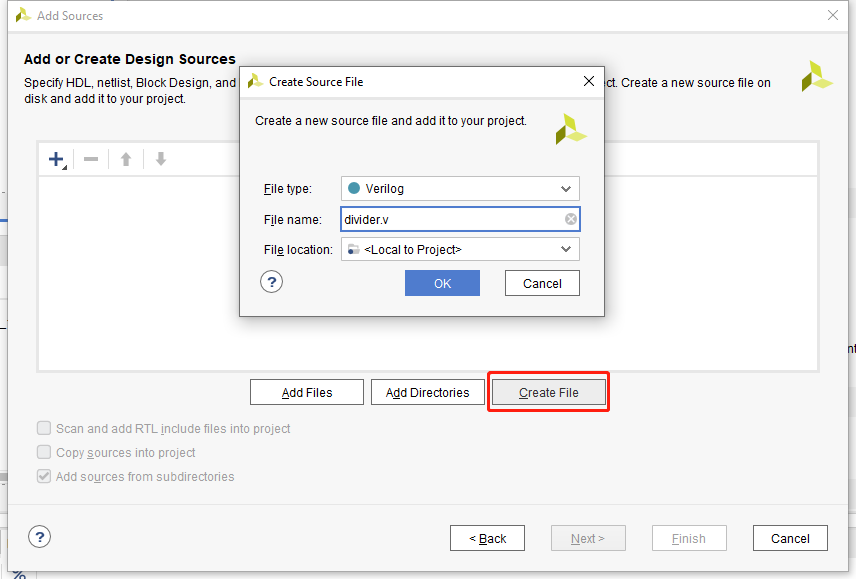 Add Sources
Add or Create Design Sources
Specify HDL, netlist, Block Design, and
ct. Create a new source file on
disk and add it to your project.
Create Source File
Create a new source file and add it to your project.
File type:
Verilog
File name:
divider.v
File location:
<Local to Project>
?
OK
Cancel
Add Files
Add Directories
Create File
Scan and add RTL include files into project
Copy sources into project
Add sources from subdirectories
?
< Back
Next >
Finish
Cancel
nt
%